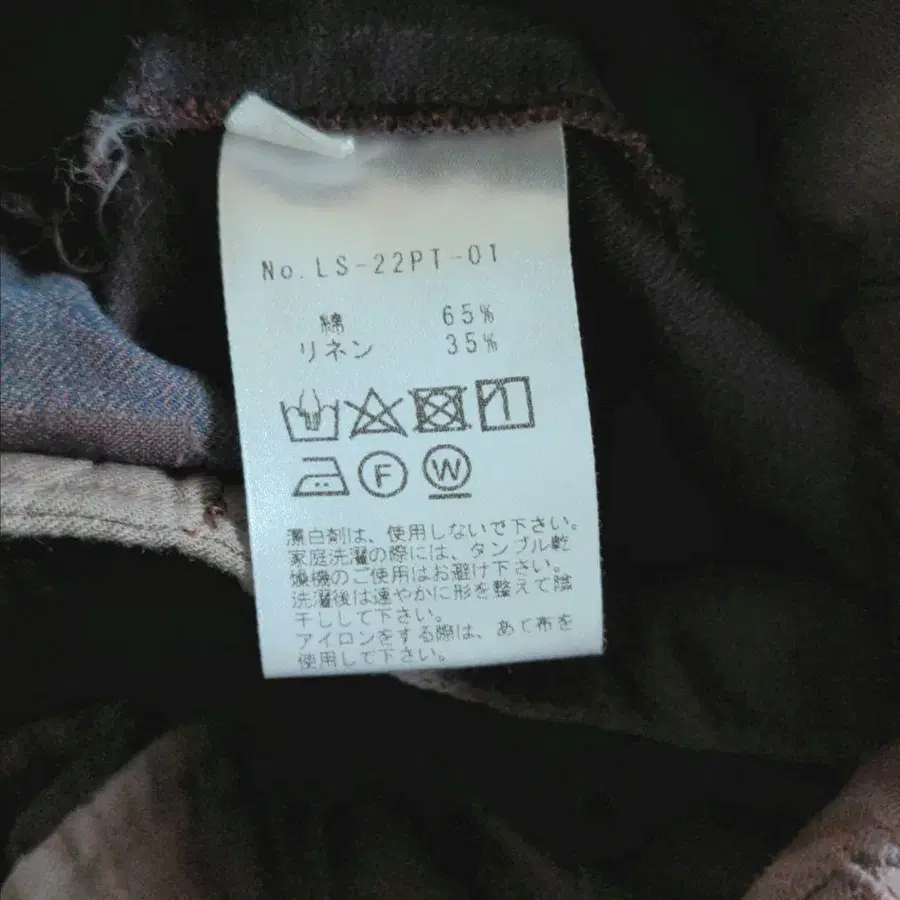 No. LS-22PT-01
綿 65%
リネン 35%
F W
漂白剤は、使用しないで下さい。
家庭洗濯の際には、タンブル乾
燥機のご使用はお避け下さい。
洗濯後は速やかに形を整えて陰
干しして下さい。
アイロンをする際は、あて布を
使用して下さい。